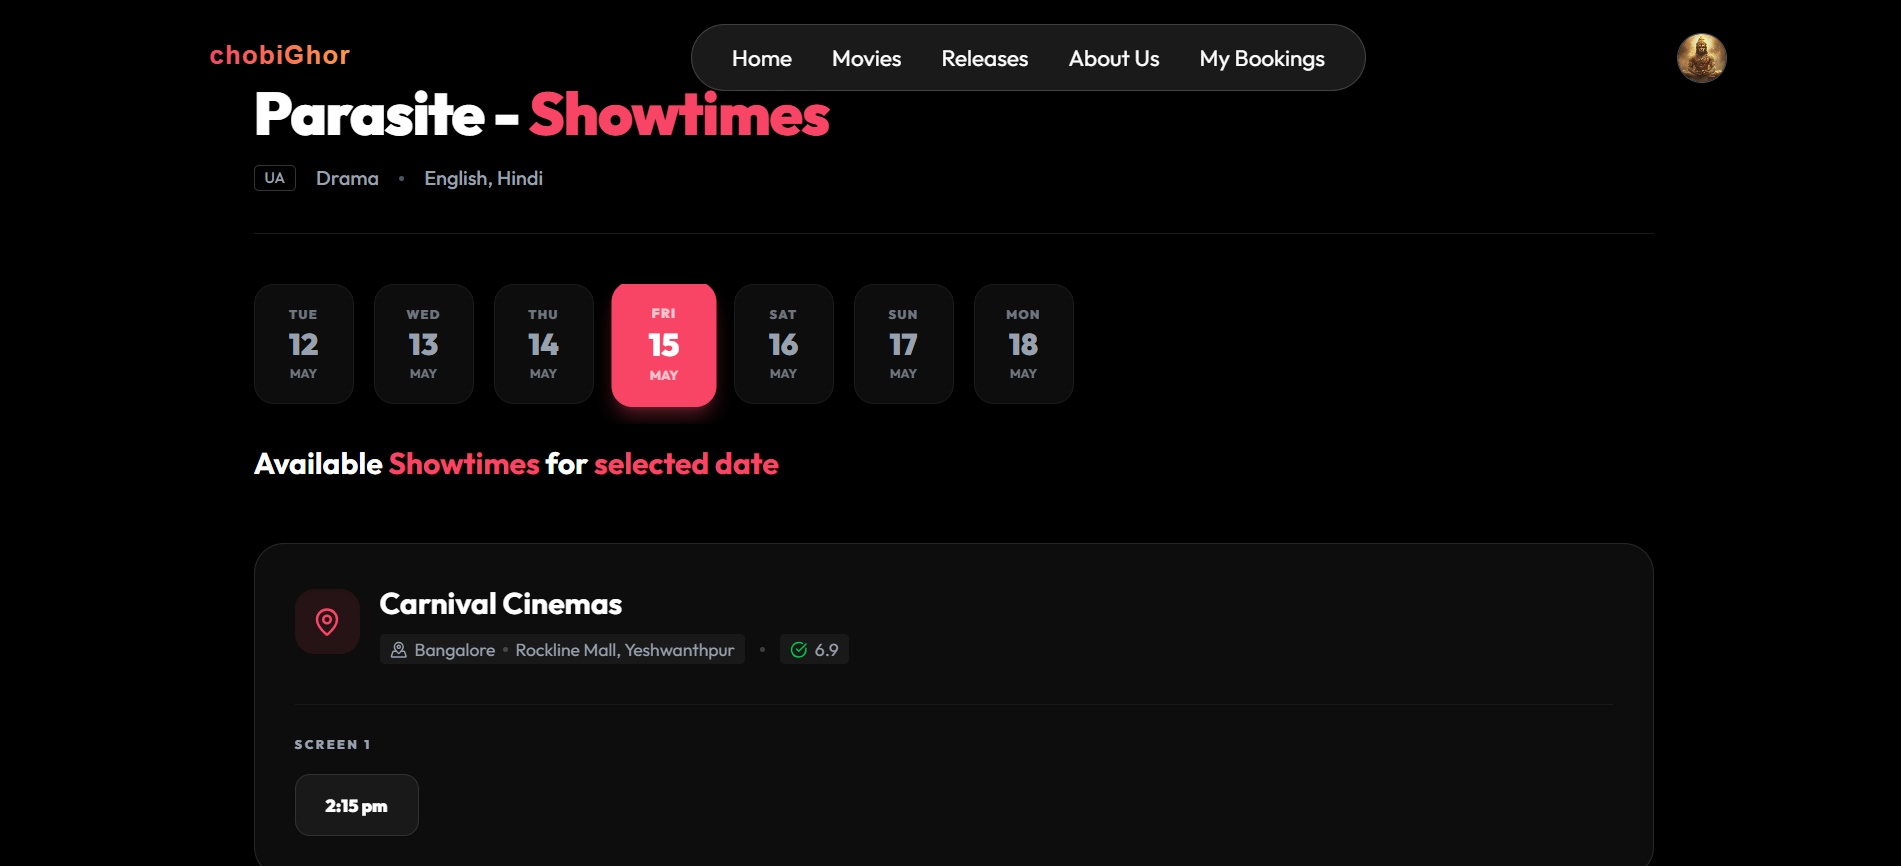 chobiGhor
Home Movies Releases About Us My Bookings
Parasite - Showtimes
UA Drama • English, Hindi
TUE
12
MAY
WED
13
MAY
THU
14
MAY
FRI
15
MAY
SAT
16
MAY
SUN
17
MAY
MON
18
MAY
Available Showtimes for selected date
Carnival Cinemas
Bangalore • Rockline Mall, Yeshwanthpur • 6.9
SCREEN 1
2:15 pm